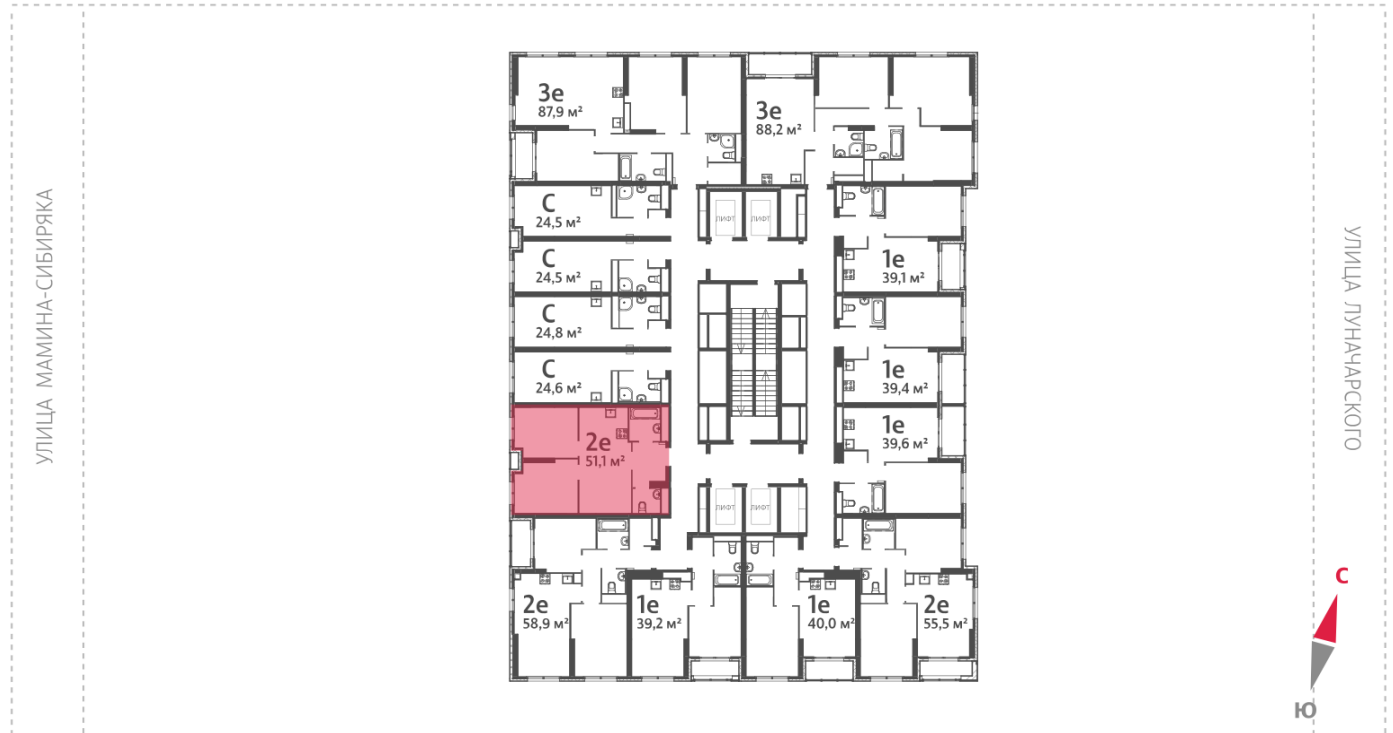 УЛИЦА МАМИНА-СИБИРЯКА
3е
87,9 м²
3е
88,2 м²
С
24,5 м²
ЛИФТ
ЛИФТ
С
24,5 м²
1е
39,1 м²
С
24,8 м²
С
24,6 м²
1е
39,4 м²
2е
51,1 м²
1е
39,6 м²
ЛИФТ
ЛИФТ
2е
58,9 м²
1е
39,2 м²
1е
40,0 м²
2е
55,5 м²
УЛИЦА ЛУНАЧАРСКОГО
С
Ю